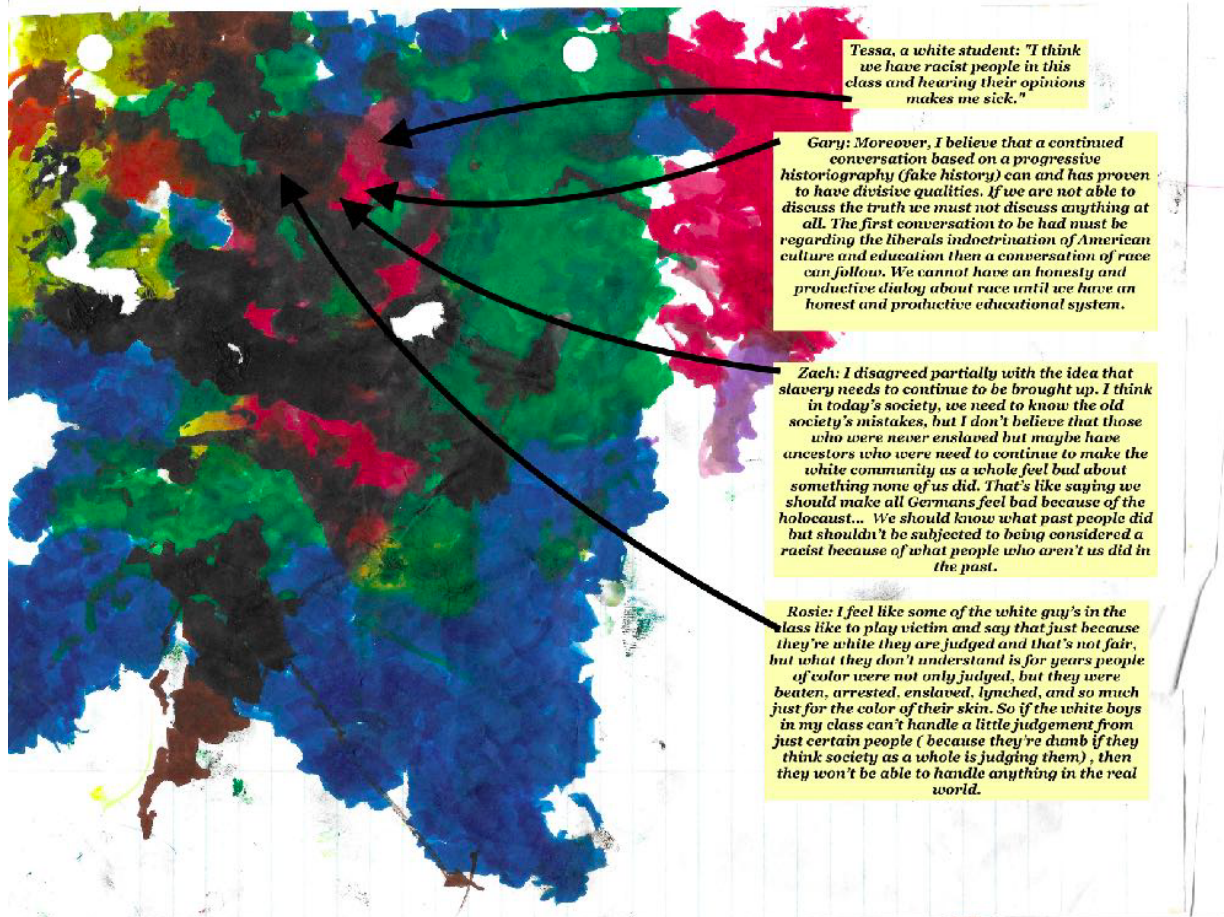 Tessa, a white student: "I think
we have racist people in this
class and hearing their opinions
makes me sick."
Gary: Moreover, I believe that a continued
conversation based on a progressive
historiography (fake history) can and has proven
to have divisive qualities. If we are not able to
discuss the truth we must not discuss anything at
all. The first conversation to be had must be
regarding the liberals indoctrination of American
culture and education then a conversation of race
can follow. We cannot have an honesty and
productive dialog about race until we have an
honest and productive educational system.
Zach: I disagreed partially with the idea that
slavery needs to continue to be brought up. I think
in today's society, we need to know the old
society's mistakes, but I don't believe that those
who were never enslaved but maybe have
ancestors who were need to continue to make the
white community as a whole feel bad about
something none of us did. That's like saying we
should make all Germans feel bad because of the
holocaust... We should know what past people did
but shouldn't be subjected to being considered a
racist because of what people who aren't us did in
the past.
Rosie: I feel like some of the white guy's in the
class like to play victim and say that just because
they're white they are judged and that's not fair,
but what they don't understand is for years people
of color were not only judged, but they were
beaten, arrested, enslaved, lynched, and so much
just for the color of their skin. So if the white boys
in my class can't handle a little judgement from
just certain people ( because they're dumb if they
think society as a whole is judging them) , then
they won't be able to handle anything in the real
world.